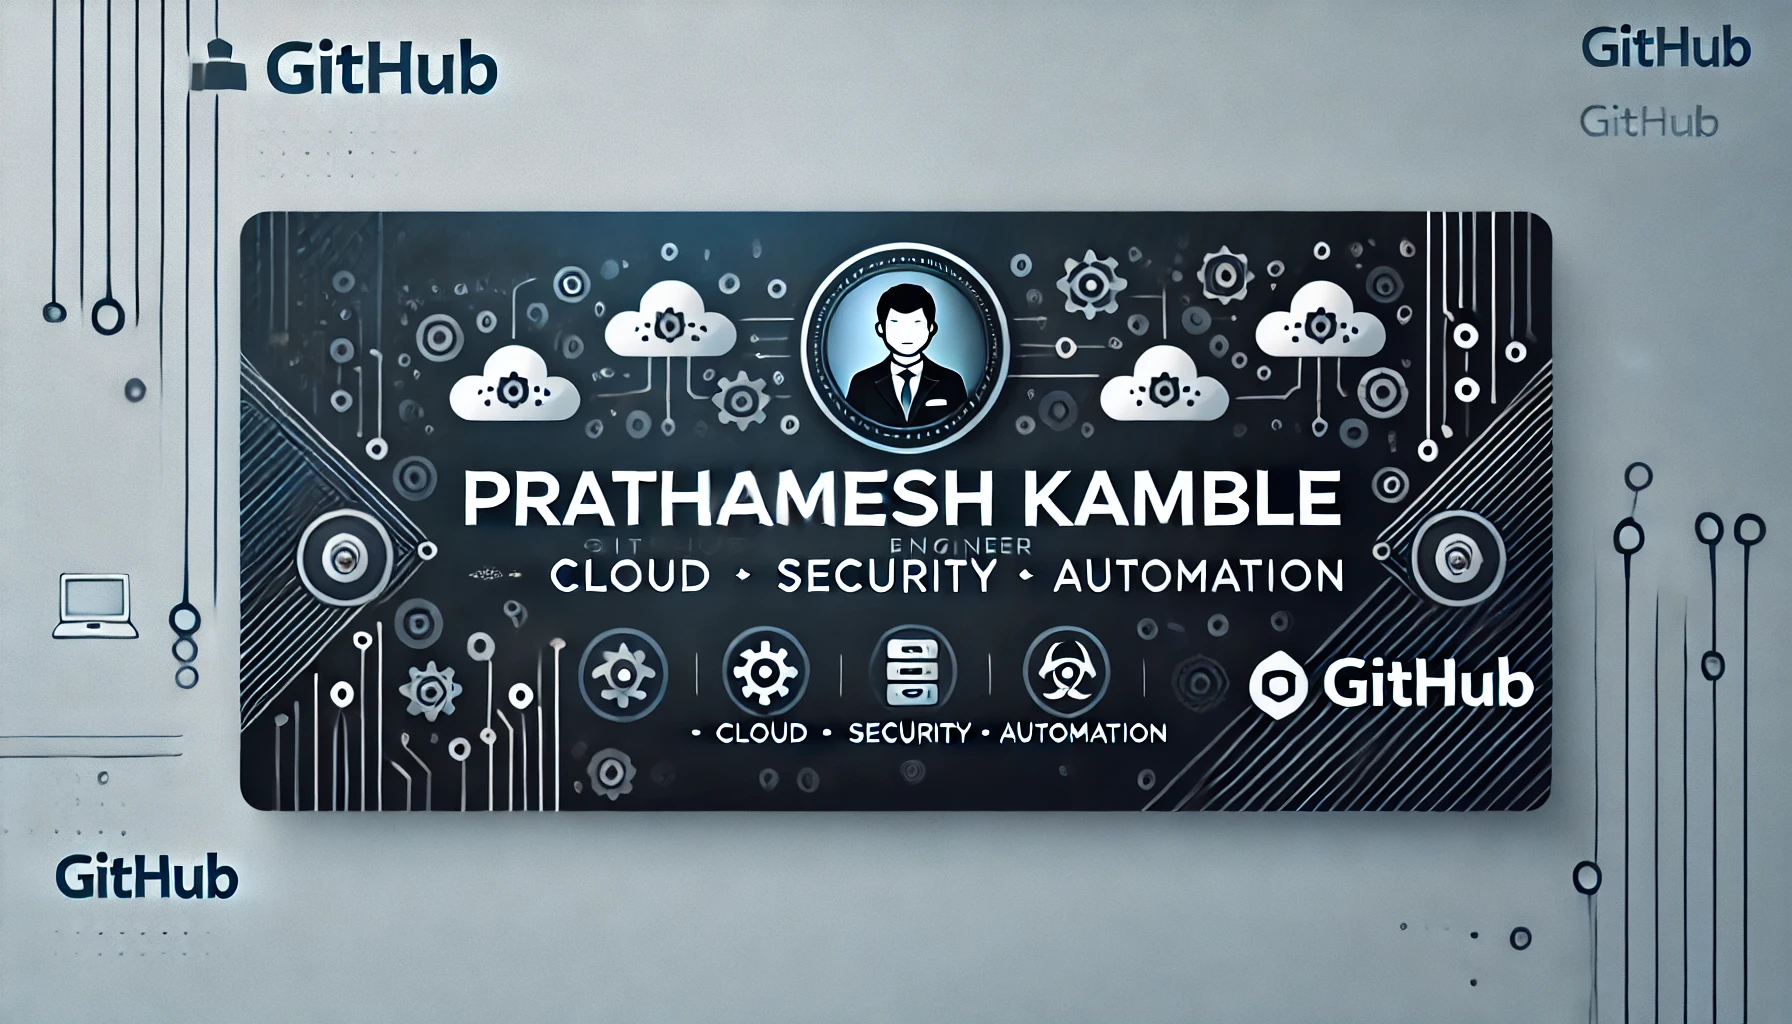 GitHub
GitHub
GitHub
PRATHAMESH KAMBLE
ENGINEER
CLOUD • SECURITY • AUTOMATION
GitHub
• CLOUD • SECURITY • AUTOMATION
GitHub